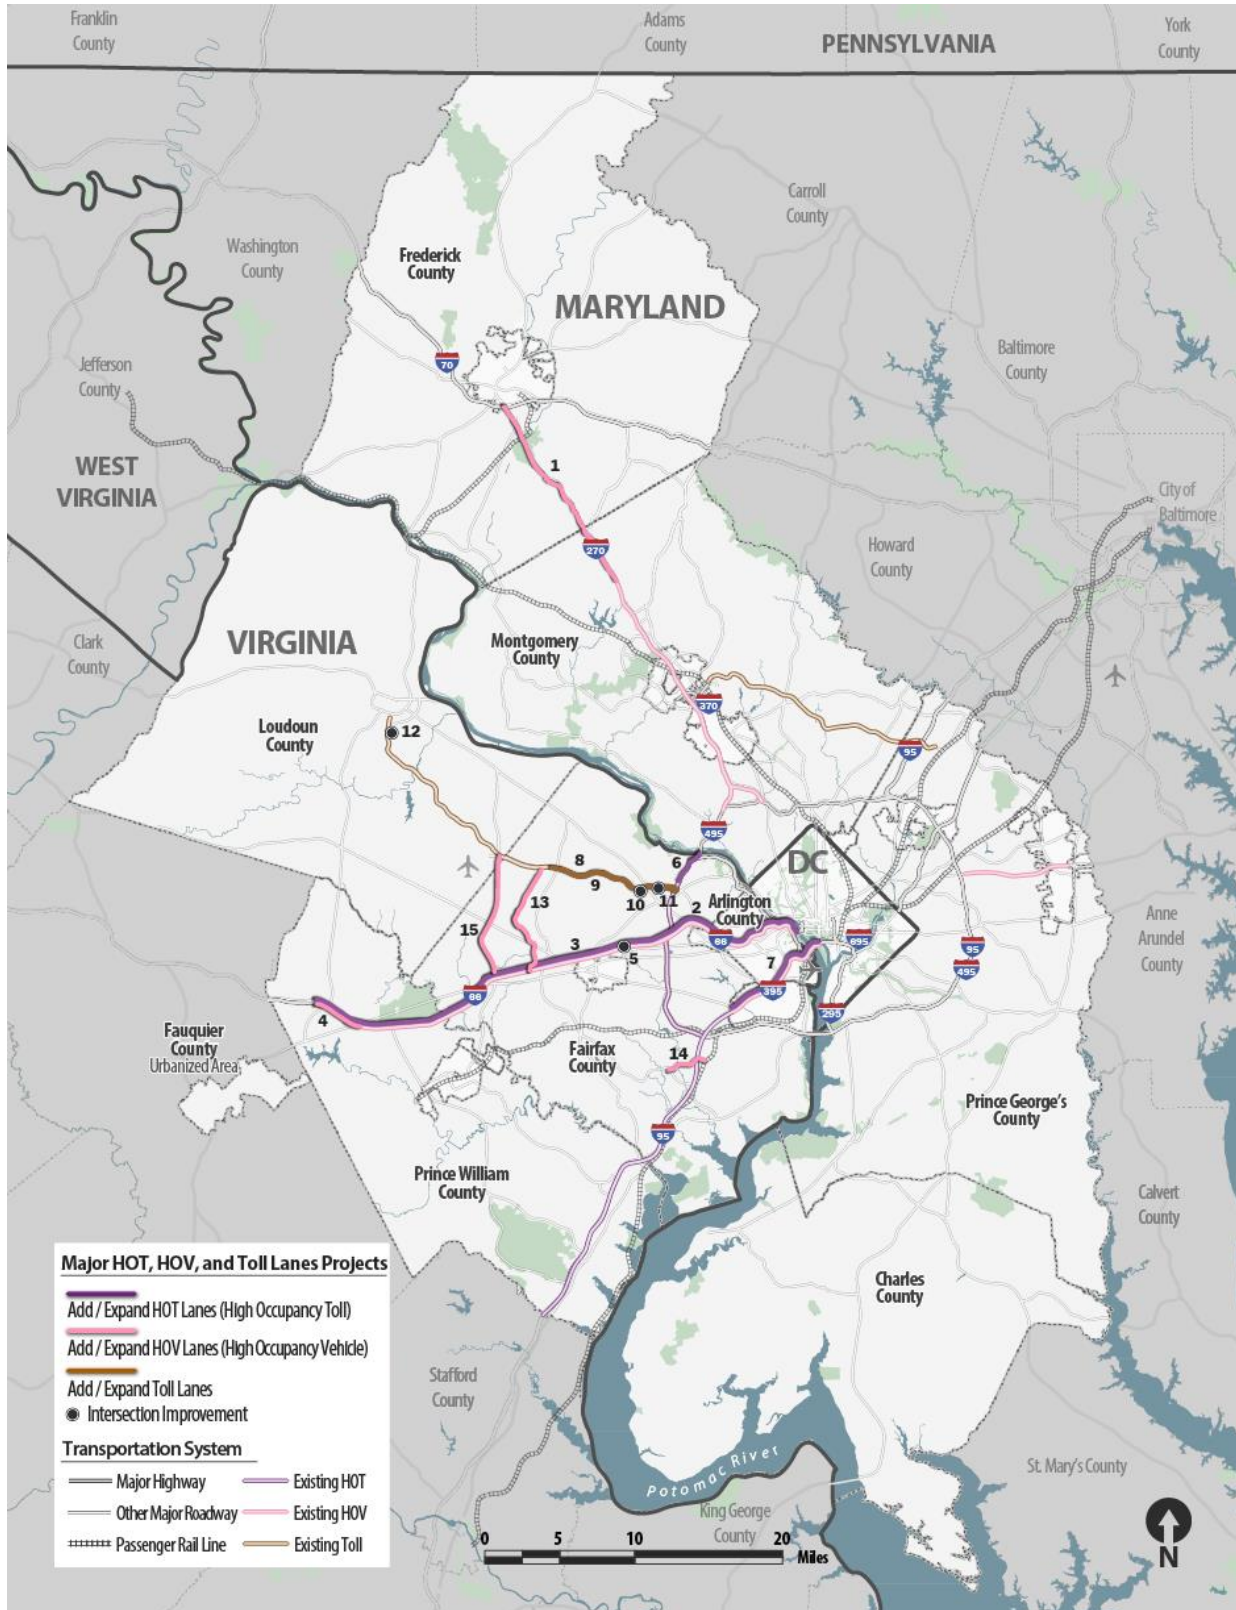 Franklin
County
Adams
County
PENNSYLVANIA
York
County
Carroll
County
Washington
County
Frederick
County
MARYLAND
Baltimore
County
70
Jefferson
County
1
WEST
VIRGINIA
City of
Baltimore
270
Howard
County
Clark
County
VIRGINIA
Montgomery
County
370
Loudoun
County
12
95
495
8
6
DC
9
10
11
Arlington
County
13
2
Anne
Arundel
County
15
3
5
66
695
95
7
495
66
395
4
295
Fauquier
County
Urbanized Area
Fairfax
County
14
Prince George's
County
95
Prince William
County
Calvert
County
Charles
County
Major HOT, HOV, and Toll Lanes Projects
Add / Expand HOT Lanes (High Occupancy Toll)
Add / Expand HOV Lanes (High Occupancy Vehicle)
Add / Expand Toll Lanes
Intersection Improvement
Transportation System
Major Highway
Existing HOT
Other Major Roadway
Existing HOV
Passenger Rail Line
Existing Toll
Stafford
County
Potomac River
St. Mary's County
King George
County
0 5 10 20
Miles
N